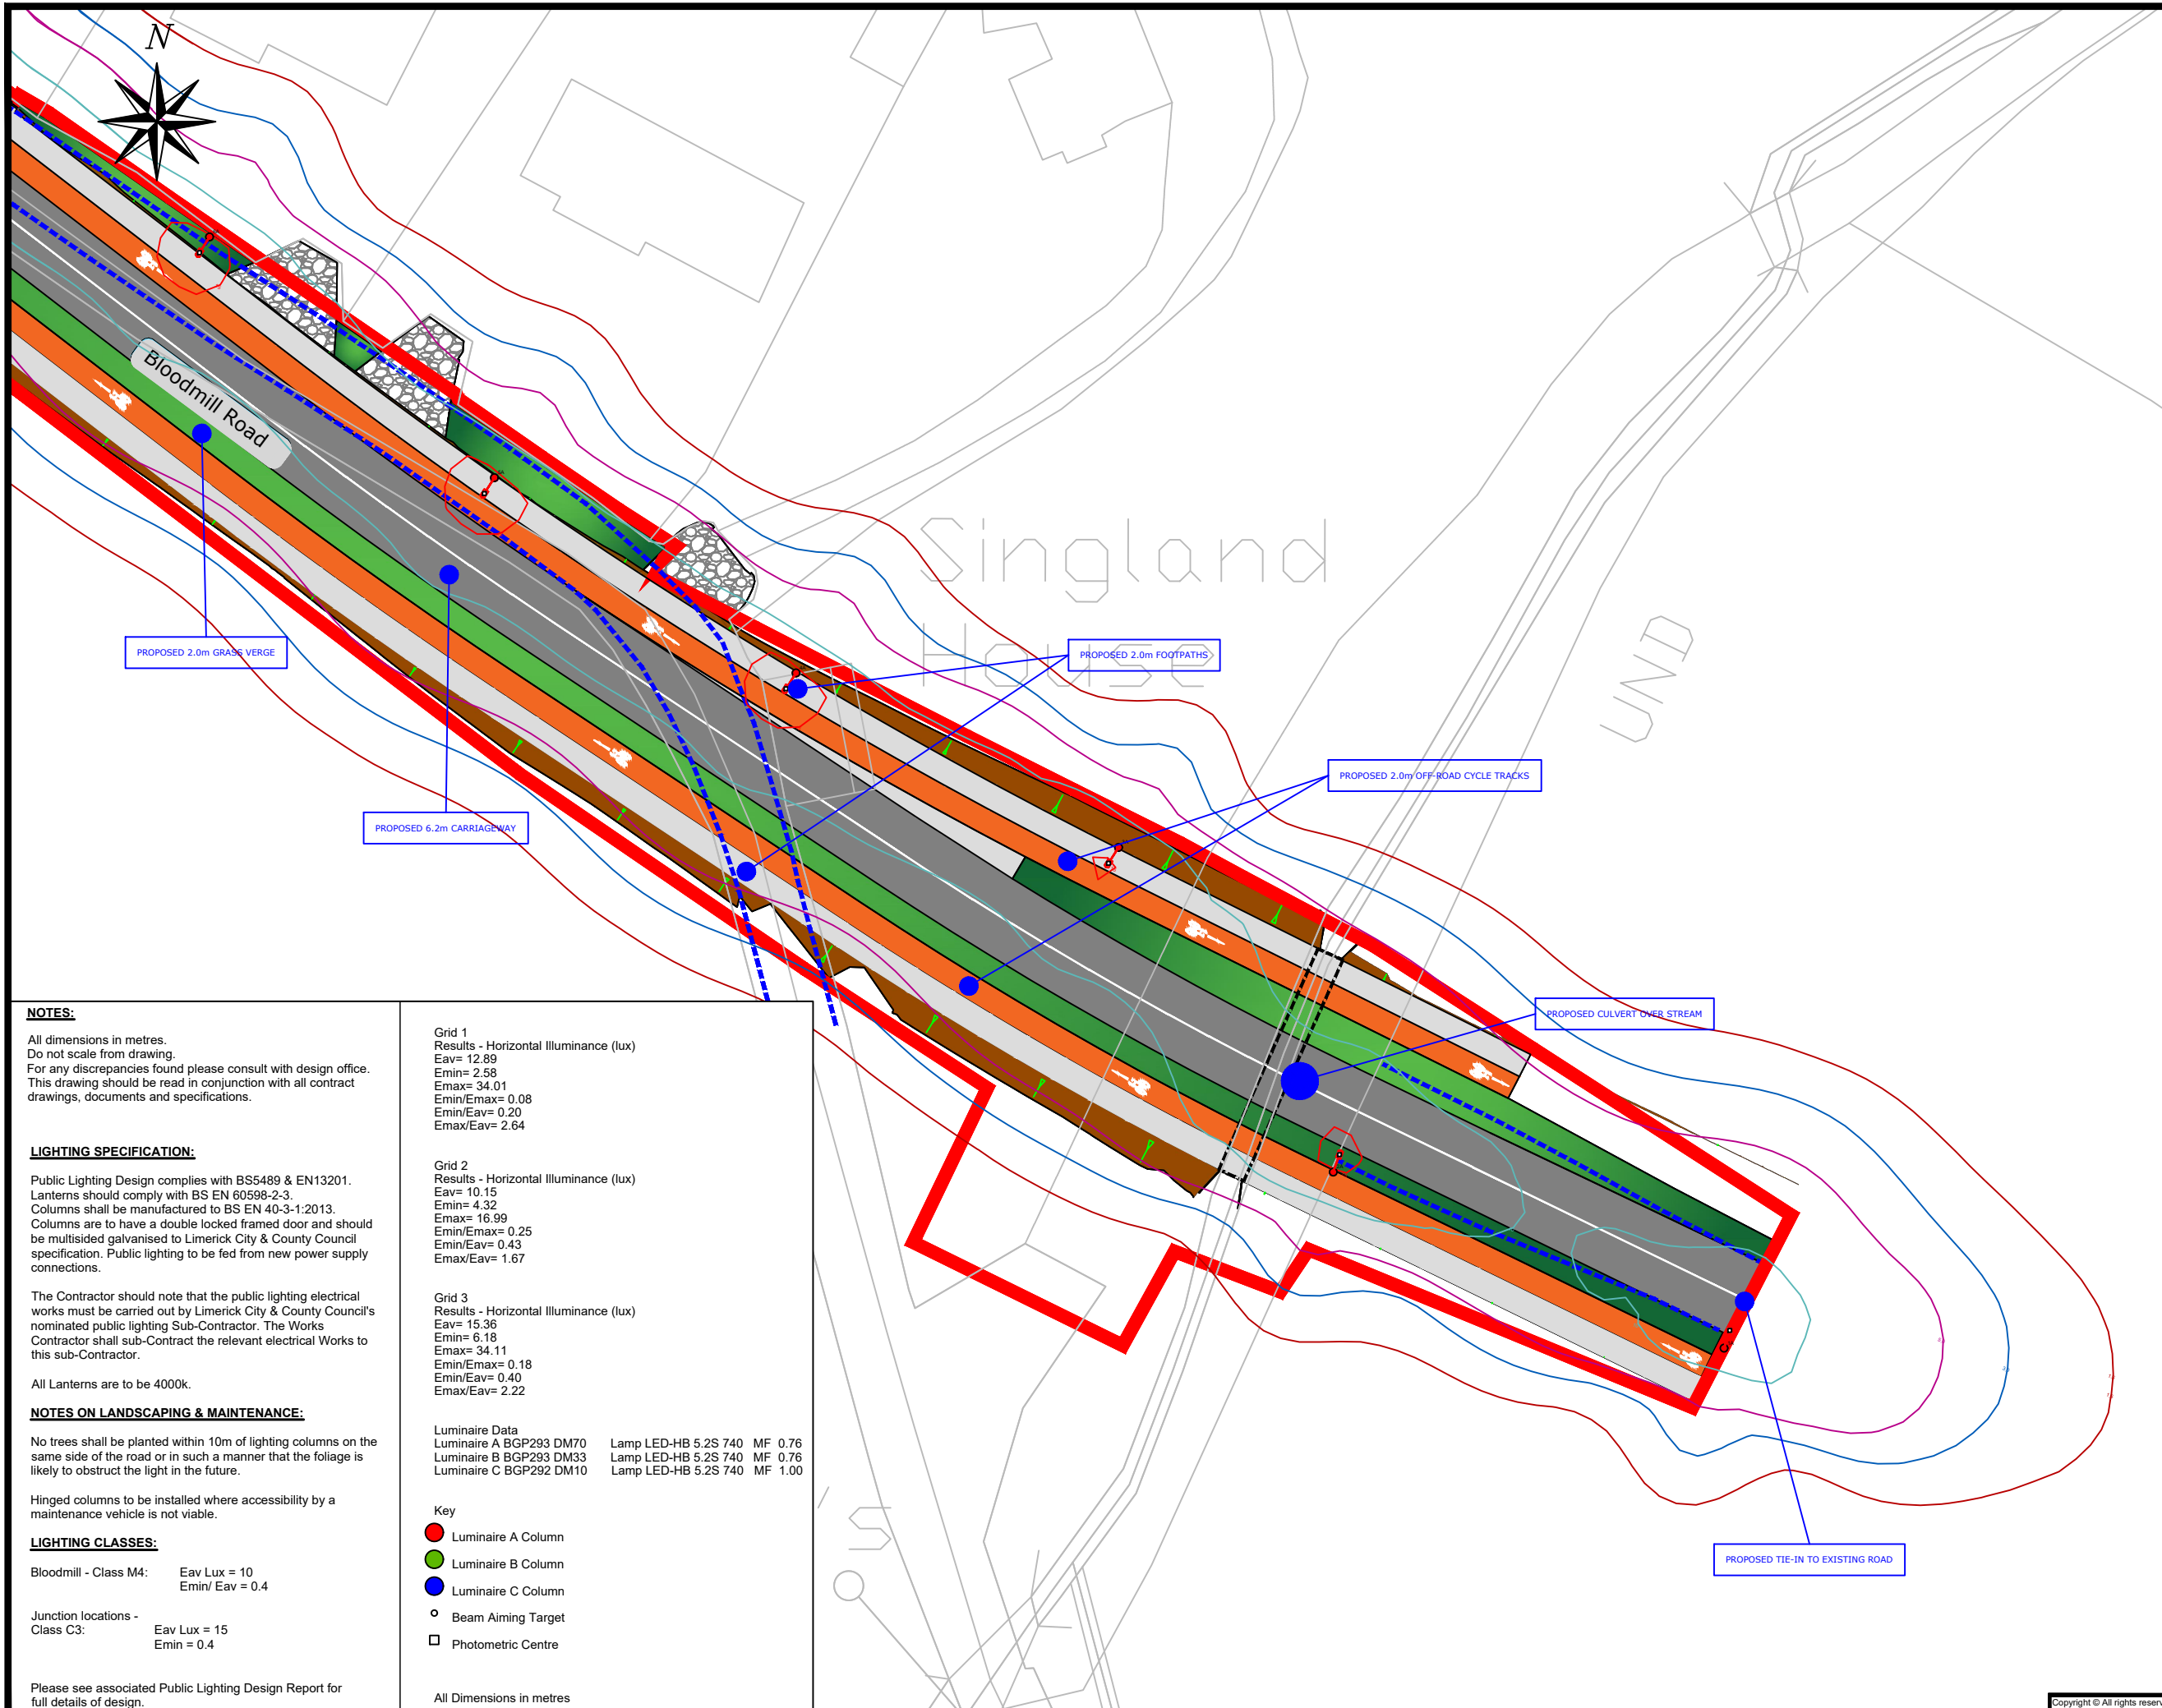 N
Bloodmill Road
Singland
House
PROPOSED 2.0m GRASS VERGE
PROPOSED 6.2m CARRIAGEWAY
PROPOSED 2.0m FOOTPATHS
PROPOSED 2.0m OFF-ROAD CYCLE TRACKS
PROPOSED CULVERT OVER STREAM
PROPOSED TIE-IN TO EXISTING ROAD
NOTES:
All dimensions in metres.
Do not scale from drawing.
For any discrepancies found please consult with design office.
This drawing should be read in conjunction with all contract
drawings, documents and specifications.
LIGHTING SPECIFICATION:
Public Lighting Design complies with BS5489 & EN13201.
Lanterns should comply with BS EN 60598-2-3.
Columns shall be manufactured to BS EN 40-3-1:2013.
Columns are to have a double locked framed door and should
be multisided galvanised to Limerick City & County Council
specification. Public lighting to be fed from new power supply
connections.
The Contractor should note that the public lighting electrical
works must be carried out by Limerick City & County Council's
nominated public lighting Sub-Contractor. The Works
Contractor shall sub-Contract the relevant electrical Works to
this sub-Contractor.
All Lanterns are to be 4000k.
NOTES ON LANDSCAPING & MAINTENANCE:
No trees shall be planted within 10m of lighting columns on the
same side of the road or in such a manner that the foliage is
likely to obstruct the light in the future.
Hinged columns to be installed where accessibility by a
maintenance vehicle is not viable.
LIGHTING CLASSES:
Bloodmill - Class M4: Eav Lux = 10
Emin/ Eav = 0.4
Junction locations -
Class C3: Eav Lux = 15
Emin = 0.4
Please see associated Public Lighting Design Report for
full details of design.
Grid 1
Results - Horizontal Illuminance (lux)
Eav= 12.89
Emin= 2.58
Emax= 34.01
Emin/Emax= 0.08
Emin/Eav= 0.20
Emax/Eav= 2.64
Grid 2
Results - Horizontal Illuminance (lux)
Eav= 10.15
Emin= 4.32
Emax= 16.99
Emin/Emax= 0.25
Emin/Eav= 0.43
Emax/Eav= 1.67
Grid 3
Results - Horizontal Illuminance (lux)
Eav= 15.36
Emin= 6.18
Emax= 34.11
Emin/Emax= 0.18
Emin/Eav= 0.40
Emax/Eav= 2.22
Luminaire Data
Luminaire A BGP293 DM70 Lamp LED-HB 5.2S 740 MF 0.76
Luminaire B BGP293 DM33 Lamp LED-HB 5.2S 740 MF 0.76
Luminaire C BGP292 DM10 Lamp LED-HB 5.2S 740 MF 1.00
Key
Luminaire A Column
Luminaire B Column
Luminaire C Column
Beam Aiming Target
Photometric Centre
All Dimensions in metres
Copyright © All rights reserv